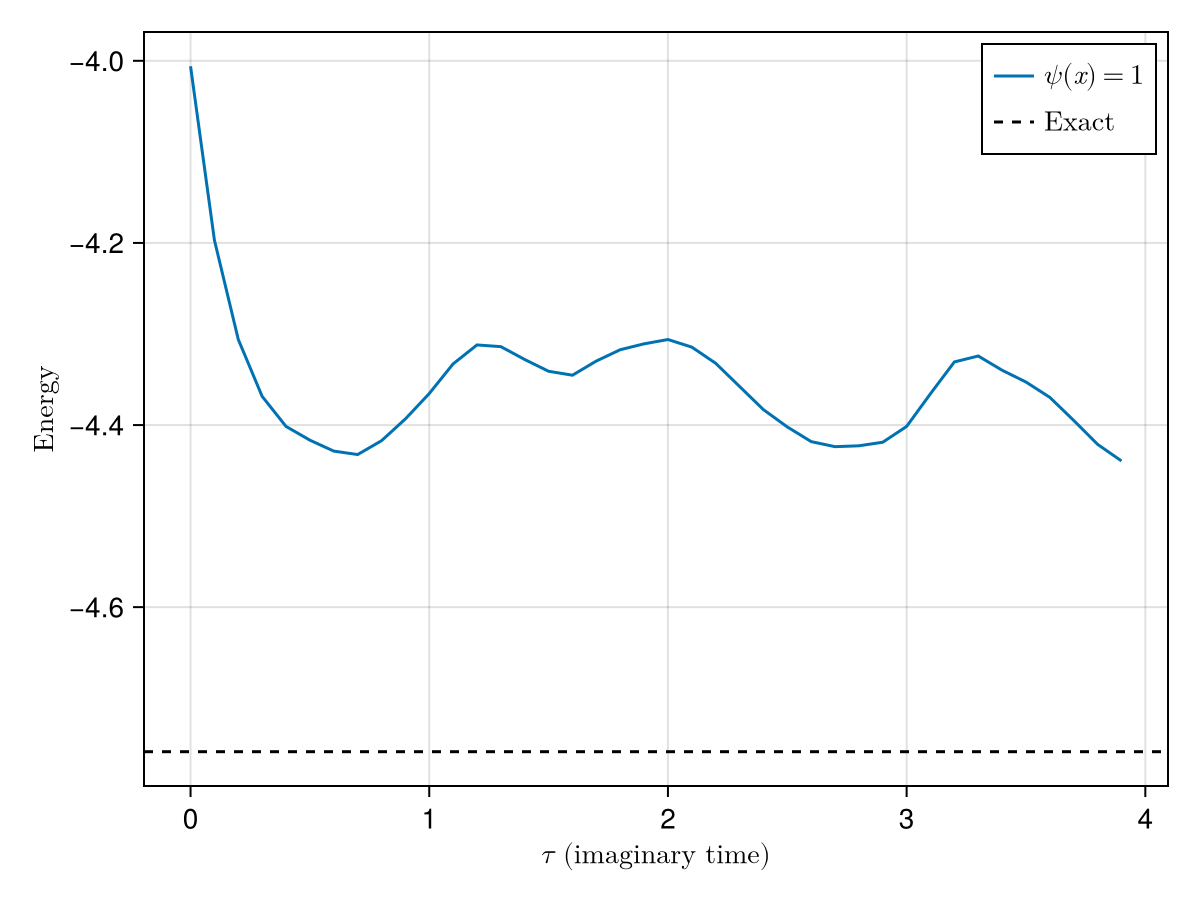 −4.0
−4.2
−4.4
−4.6
Energy
0 1 2 3 4
τ (imaginary time)
ψ(x) = 1
Exact